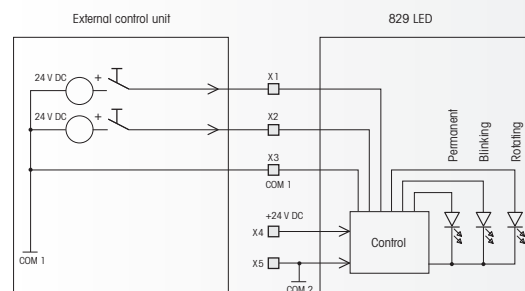 External control unit
829 LED
24 V DC
+
X1
24 V DC
+
X2
X3
COM 1
Permanent
Blinking
Rotating
+24 V DC
X4
Control
X5
COM 1
COM 2